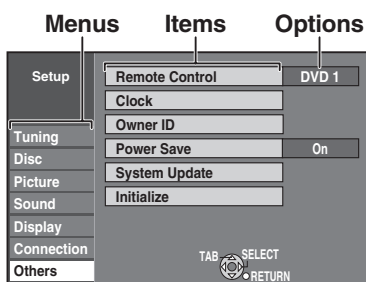 Menus Items Options
Setup
Remote Control DVD 1
Clock
Owner ID
Power Save On
System Update
Initialize
Tuning
Disc
Picture
Sound
Display
Connection
Others
TAB SELECT
RETURN